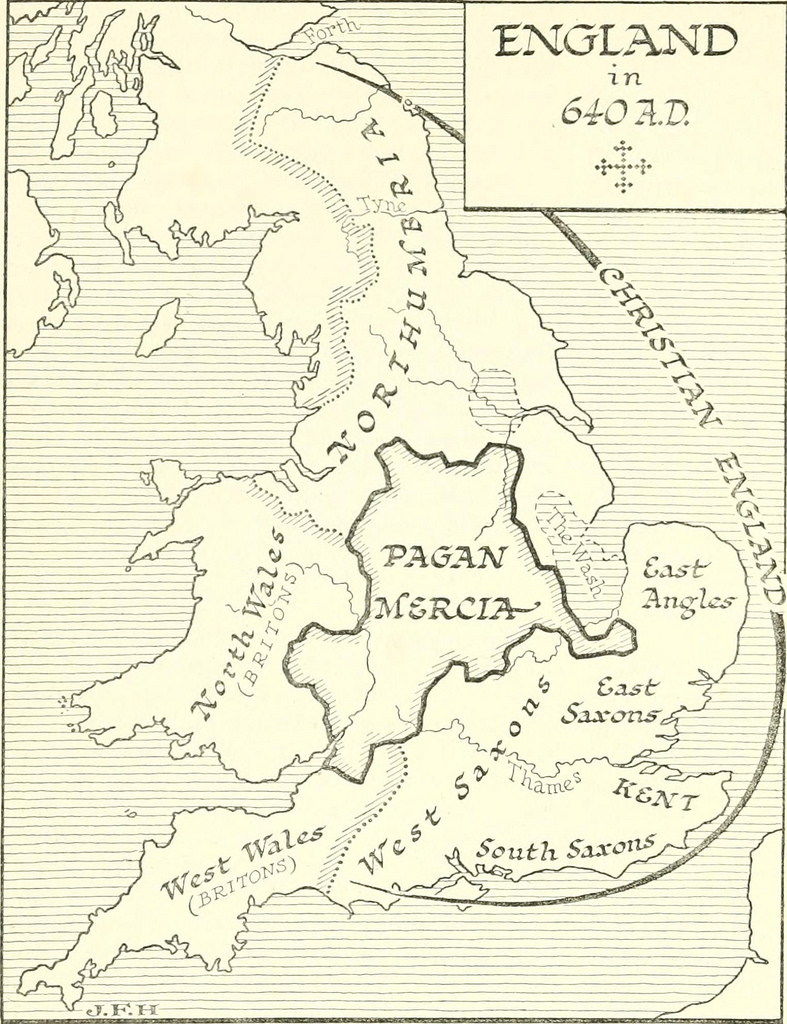 ENGLAND
in
640 A.D.
Forth
Tyne
NORTHUMBRIA
CHRISTIAN ENGLAND
PAGAN
MERCIA
The Wash
East
Angles
North Wales
(BRITONS)
East
Saxons
West Saxons
Thames
KENT
South Saxons
West Wales
(BRITONS)
J.F.H